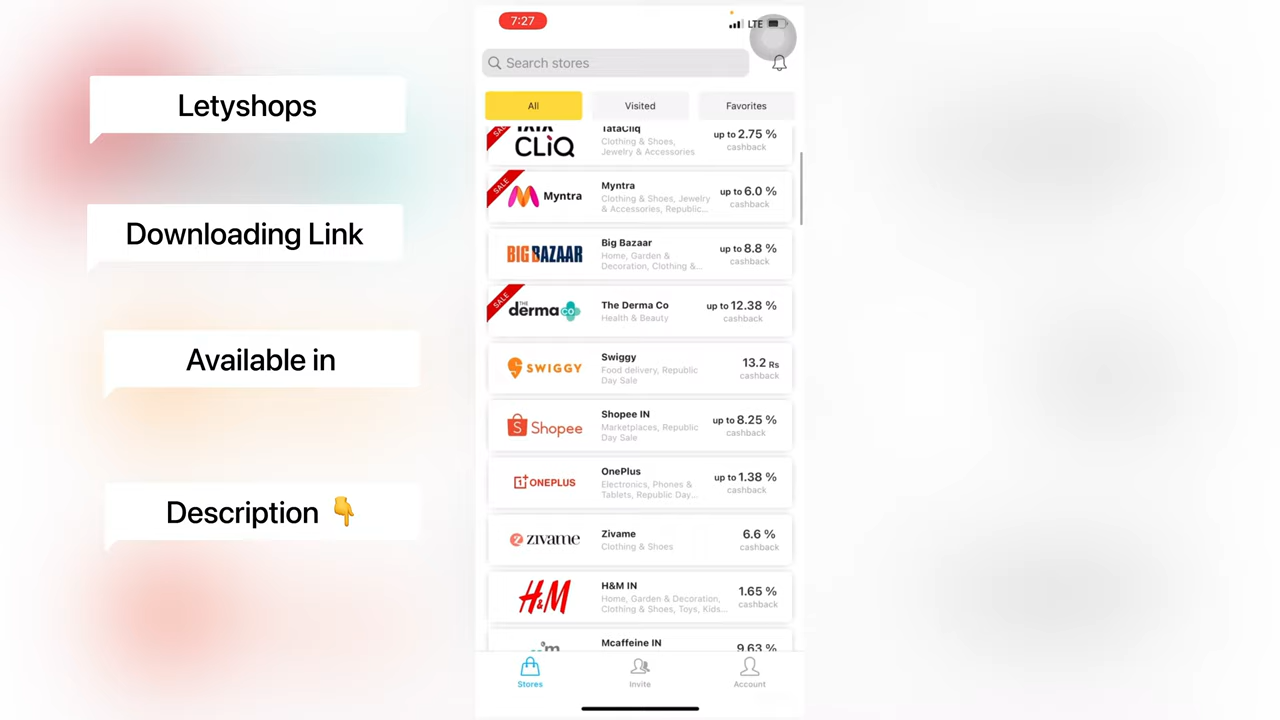 Letyshops
Downloading Link
Available in
Description 👇
7:27
LTE
Search stores
All
Visited
Favorites
SALE
TATA
CLiQ
TataCliq
Clothing & Shoes,
Jewelry & Accessories
up to 2.75 %
cashback
SALE
Myntra
Myntra
Clothing & Shoes, Jewelry
& Accessories, Republic...
up to 6.0 %
cashback
BIG BAZAAR
Big Bazaar
Home, Garden &
Decoration, Clothing &...
up to 8.8 %
cashback
SALE
THE
derma co
The Derma Co
Health & Beauty
up to 12.38 %
cashback
SWIGGY
Swiggy
Food delivery, Republic
Day Sale
13.2 Rs
cashback
Shopee
Shopee IN
Marketplaces, Republic
Day Sale
up to 8.25 %
cashback
1+ ONEPLUS
OnePlus
Electronics, Phones &
Tablets, Republic Day...
up to 1.38 %
cashback
zivame
Zivame
Clothing & Shoes
6.6 %
cashback
H&M
H&M IN
Home, Garden & Decoration,
Clothing & Shoes, Toys, Kids...
1.65 %
cashback
m
Mcaffeine IN
9.63 %
Stores
Invite
Account